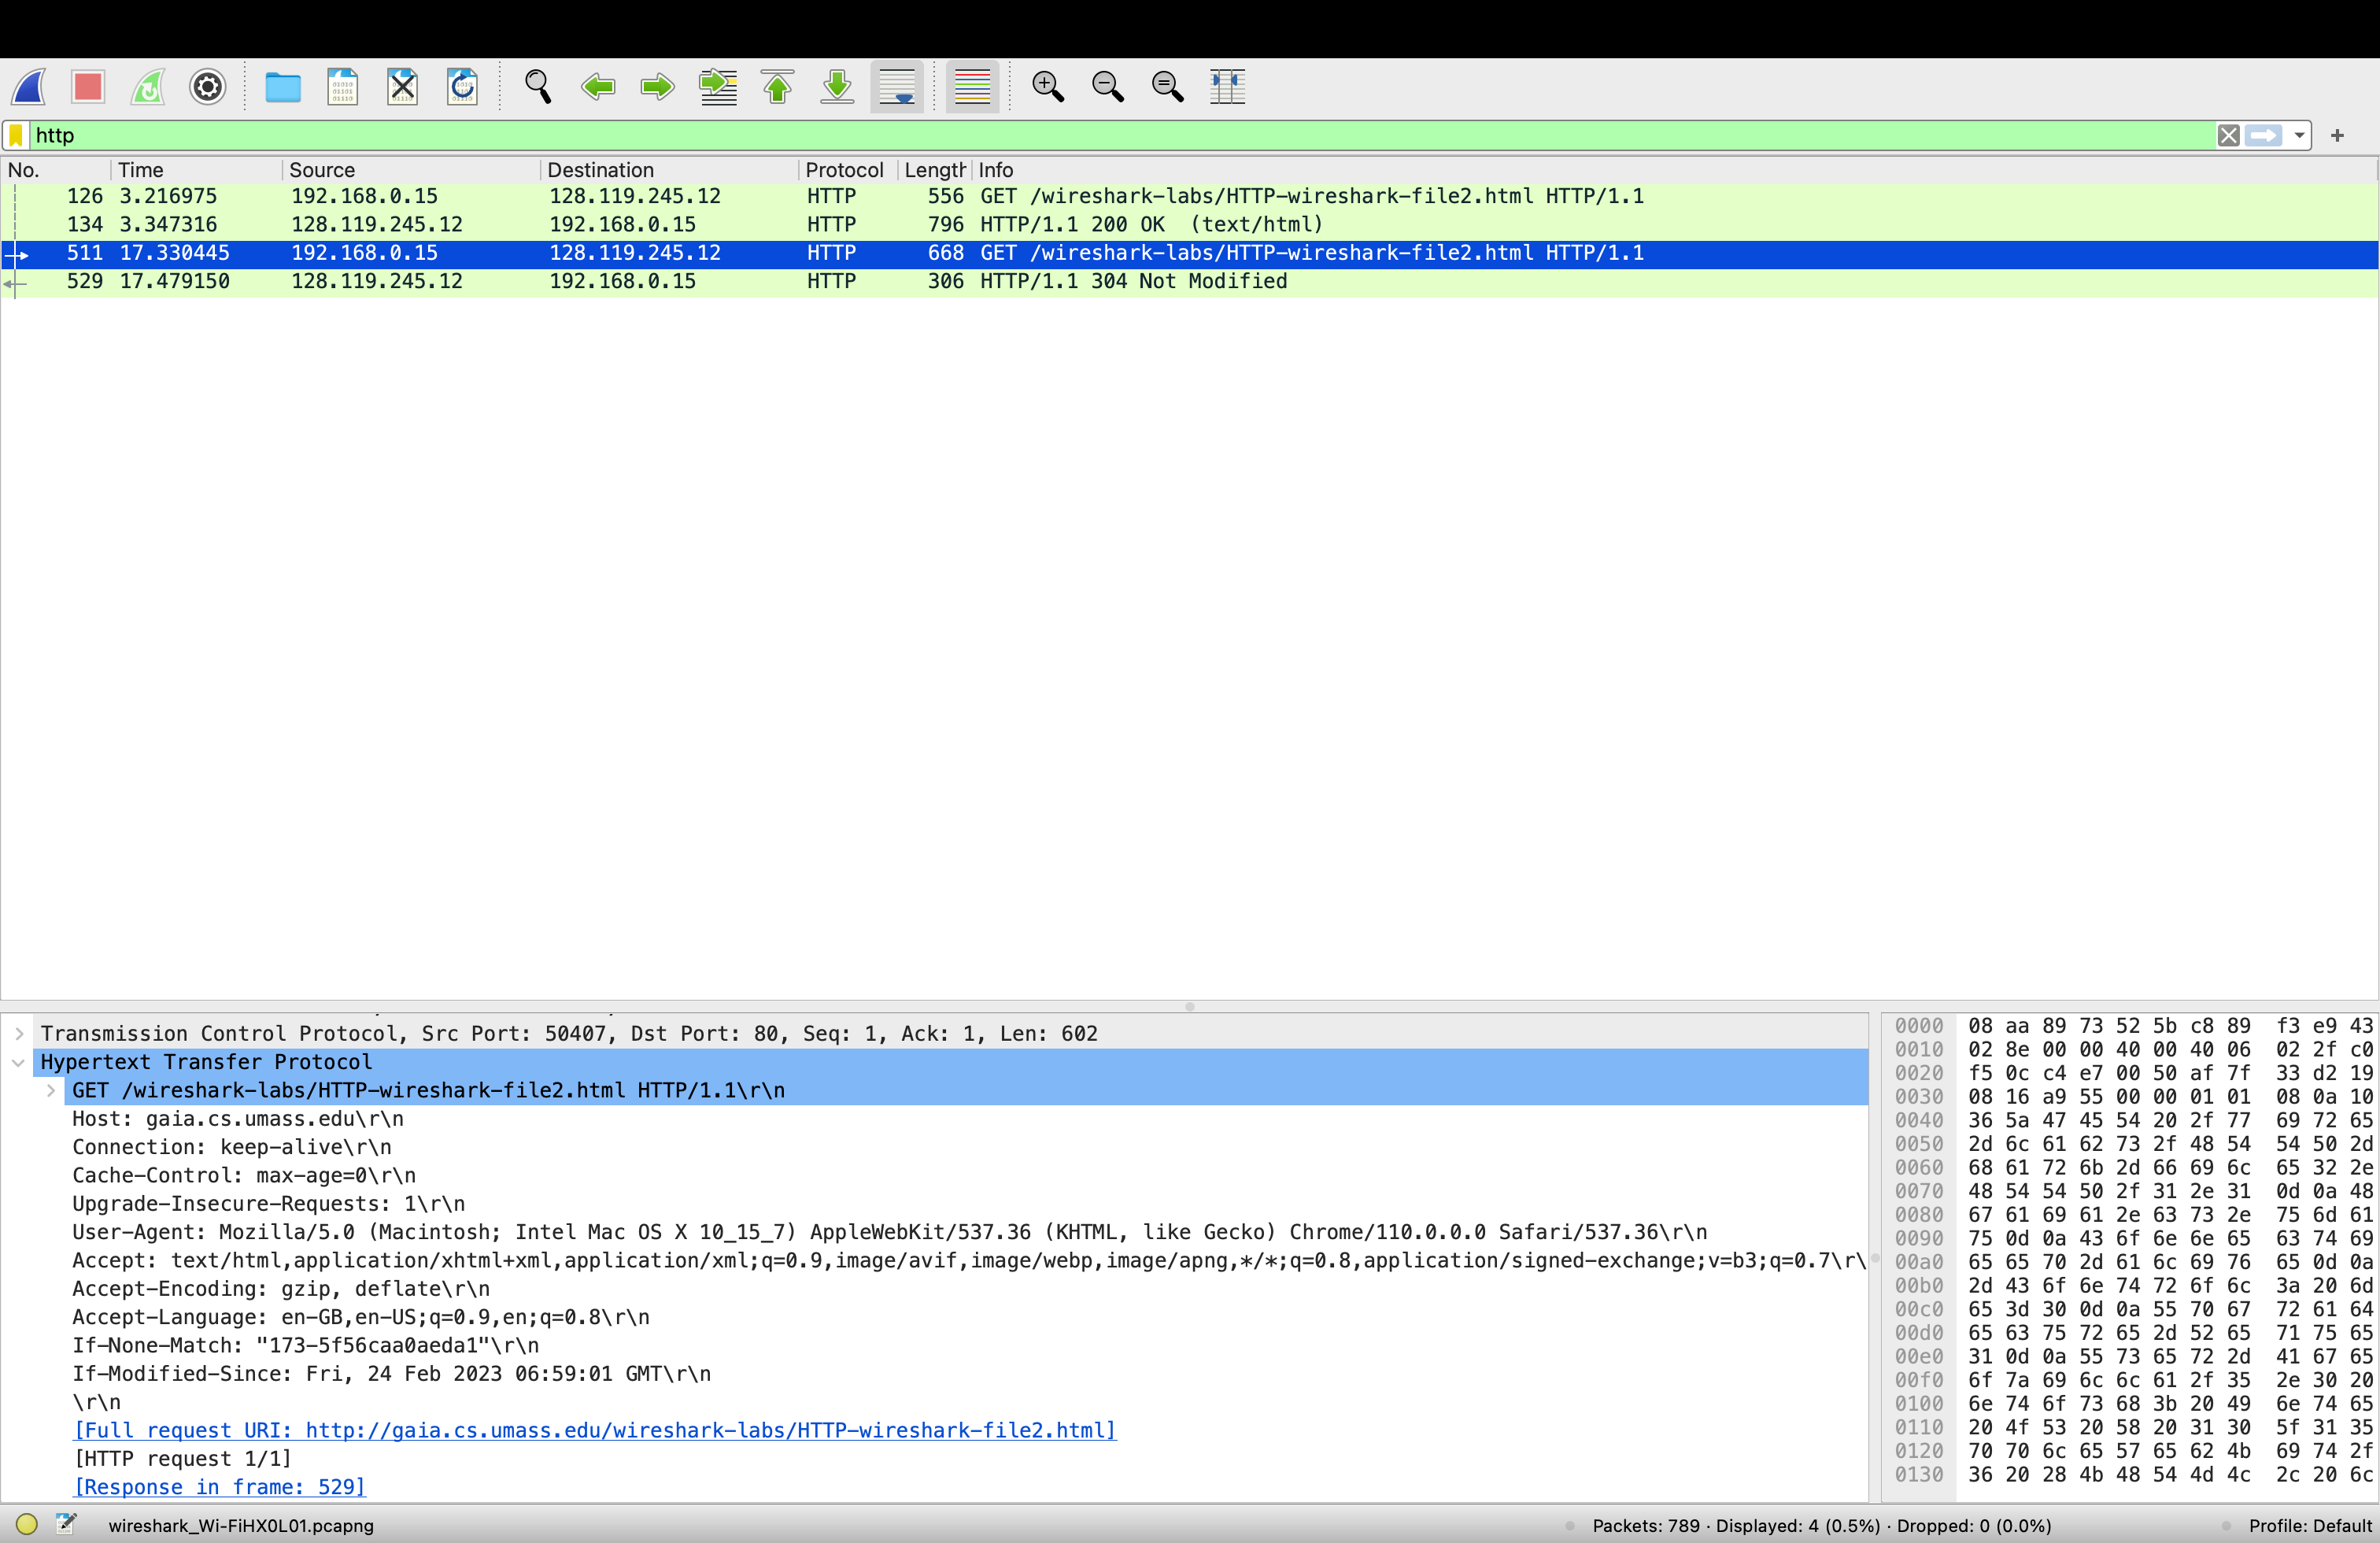 http
No. Time Source Destination Protocol Length Info
126 3.216975 192.168.0.15 128.119.245.12 HTTP 556 GET /wireshark-labs/HTTP-wireshark-file2.html HTTP/1.1
134 3.347316 128.119.245.12 192.168.0.15 HTTP 796 HTTP/1.1 200 OK (text/html)
511 17.330445 192.168.0.15 128.119.245.12 HTTP 668 GET /wireshark-labs/HTTP-wireshark-file2.html HTTP/1.1
529 17.479150 128.119.245.12 192.168.0.15 HTTP 306 HTTP/1.1 304 Not Modified
Transmission Control Protocol, Src Port: 50407, Dst Port: 80, Seq: 1, Ack: 1, Len: 602
Hypertext Transfer Protocol
GET /wireshark-labs/HTTP-wireshark-file2.html HTTP/1.1\r\n
Host: gaia.cs.umass.edu\r\n
Connection: keep-alive\r\n
Cache-Control: max-age=0\r\n
Upgrade-Insecure-Requests: 1\r\n
User-Agent: Mozilla/5.0 (Macintosh; Intel Mac OS X 10_15_7) AppleWebKit/537.36 (KHTML, like Gecko) Chrome/110.0.0.0 Safari/537.36\r\n
Accept: text/html,application/xhtml+xml,application/xml;q=0.9,image/avif,image/webp,image/apng,*/*;q=0.8,application/signed-exchange;v=b3;q=0.7\r\
Accept-Encoding: gzip, deflate\r\n
Accept-Language: en-GB,en-US;q=0.9,en;q=0.8\r\n
If-None-Match: "173-5f56caa0aeda1"\r\n
If-Modified-Since: Fri, 24 Feb 2023 06:59:01 GMT\r\n
\r\n
[Full request URI: http://gaia.cs.umass.edu/wireshark-labs/HTTP-wireshark-file2.html]
[HTTP request 1/1]
[Response in frame: 529]
0000 08 aa 89 73 52 5b c8 89 f3 e9 43
0010 02 8e 00 00 40 00 40 06 02 2f c0
0020 f5 0c c4 e7 00 50 af 7f 33 d2 19
0030 08 16 a9 55 00 00 01 01 08 0a 10
0040 36 5a 47 45 54 20 2f 77 69 72 65
0050 2d 6c 61 62 73 2f 48 54 54 50 2d
0060 68 61 72 6b 2d 66 69 6c 65 32 2e
0070 48 54 54 50 2f 31 2e 31 0d 0a 48
0080 67 61 69 61 2e 63 73 2e 75 6d 61
0090 75 0d 0a 43 6f 6e 6e 65 63 74 69
00a0 65 65 70 2d 61 6c 69 76 65 0d 0a
00b0 2d 43 6f 6e 74 72 6f 6c 3a 20 6d
00c0 65 3d 30 0d 0a 55 70 67 72 61 64
00d0 65 63 75 72 65 2d 52 65 71 75 65
00e0 31 0d 0a 55 73 65 72 2d 41 67 65
00f0 6f 7a 69 6c 6c 61 2f 35 2e 30 20
0100 6e 74 6f 73 68 3b 20 49 6e 74 65
0110 20 4f 53 20 58 20 31 30 5f 31 35
0120 70 70 6c 65 57 65 62 4b 69 74 2f
0130 36 20 28 4b 48 54 4d 4c 2c 20 6c
wireshark_Wi-FiHX0L01.pcapng
Packets: 789 · Displayed: 4 (0.5%) · Dropped: 0 (0.0%)
Profile: Default